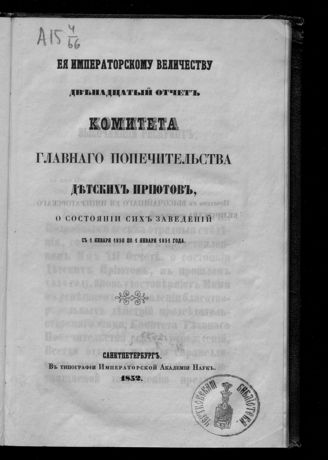 А15 4/66
ЕЯ ИМПЕРАТОРСКОМУ ВЕЛИЧЕСТВУ
ДВѢНАДЦАТЫЙ ОТЧЕТЪ
КОМИТЕТА
ГЛАВНАГО ПОПЕЧИТЕЛЬСТВА
ДѢТСКИХЪ ПРІЮТОВЪ,
О СОСТОЯНІИ СИХЪ ЗАВЕДЕНІЙ
СЪ 1 ЯНВАРЯ 1850 ПО 1 ЯНВАРЯ 1851 ГОДА.
САНКТПЕТЕРБУРГЪ.
Въ типографіи Императорской Академіи Наукъ.
1852.